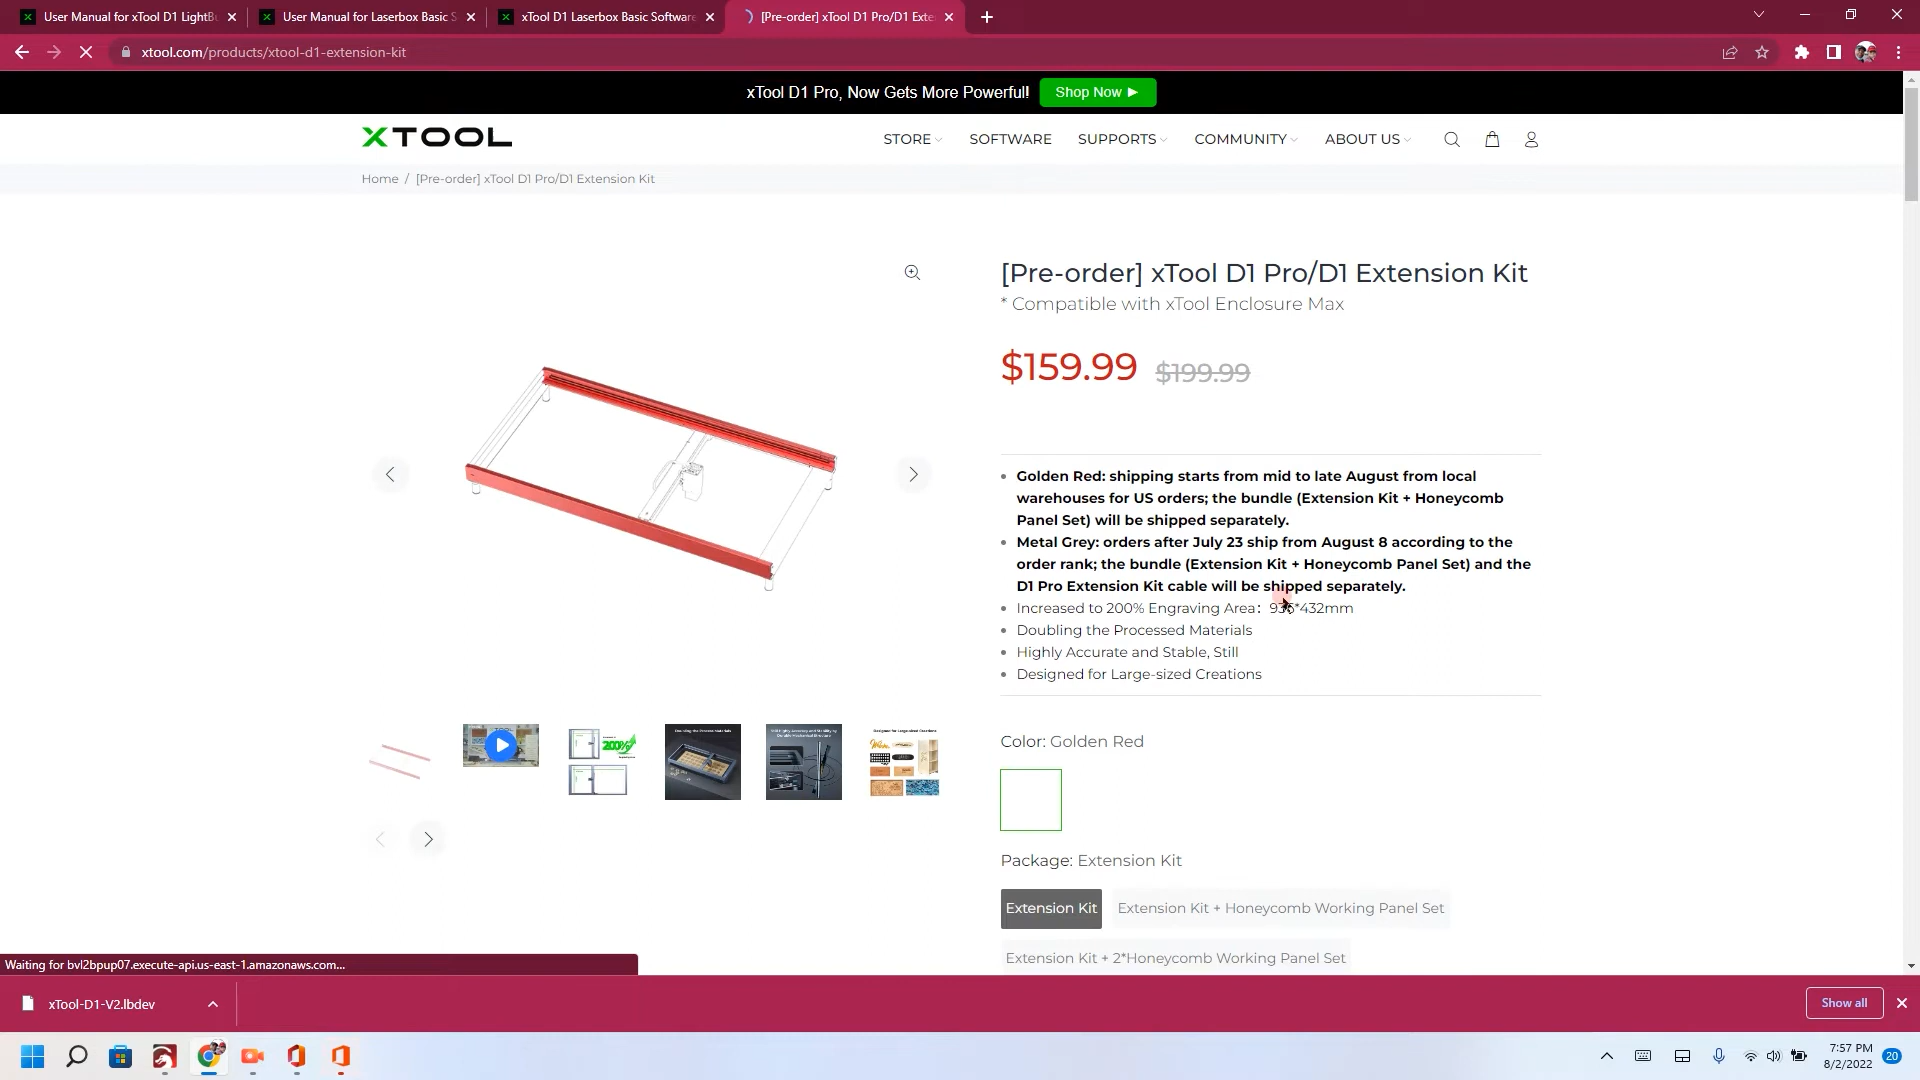 User Manual for xTool D1 LightBu
User Manual for Laserbox Basic S
xTool D1 Laserbox Basic Software
[Pre-order] xTool D1 Pro/D1 Exte
xtool.com/products/xtool-d1-extension-kit
xTool D1 Pro, Now Gets More Powerful!
Shop Now ►
XTOOL
STORE
SOFTWARE
SUPPORTS
COMMUNITY
ABOUT US
Home / [Pre-order] xTool D1 Pro/D1 Extension Kit
[Pre-order] xTool D1 Pro/D1 Extension Kit
* Compatible with xTool Enclosure Max
$159.99 $199.99
Golden Red: shipping starts from mid to late August from local
warehouses for US orders; the bundle (Extension Kit + Honeycomb
Panel Set) will be shipped separately.
Metal Grey: orders after July 23 ship from August 8 according to the
order rank; the bundle (Extension Kit + Honeycomb Panel Set) and the
D1 Pro Extension Kit cable will be shipped separately.
Increased to 200% Engraving Area：
Doubling the Processed Materials
Highly Accurate and Stable, Still
Designed for Large-sized Creations
200%
Doubling the Process Materials
Designed for Large-sized Creations
Color: Golden Red
Package: Extension Kit
Extension Kit
Extension Kit + Honeycomb Working Panel Set
Extension Kit + 2*Honeycomb Working Panel Set
Waiting for bvl2bpup07.execute-api.us-east-1.amazonaws.com...
xTool-D1-V2.lbdev
Show all
7:57 PM
8/2/2022
20